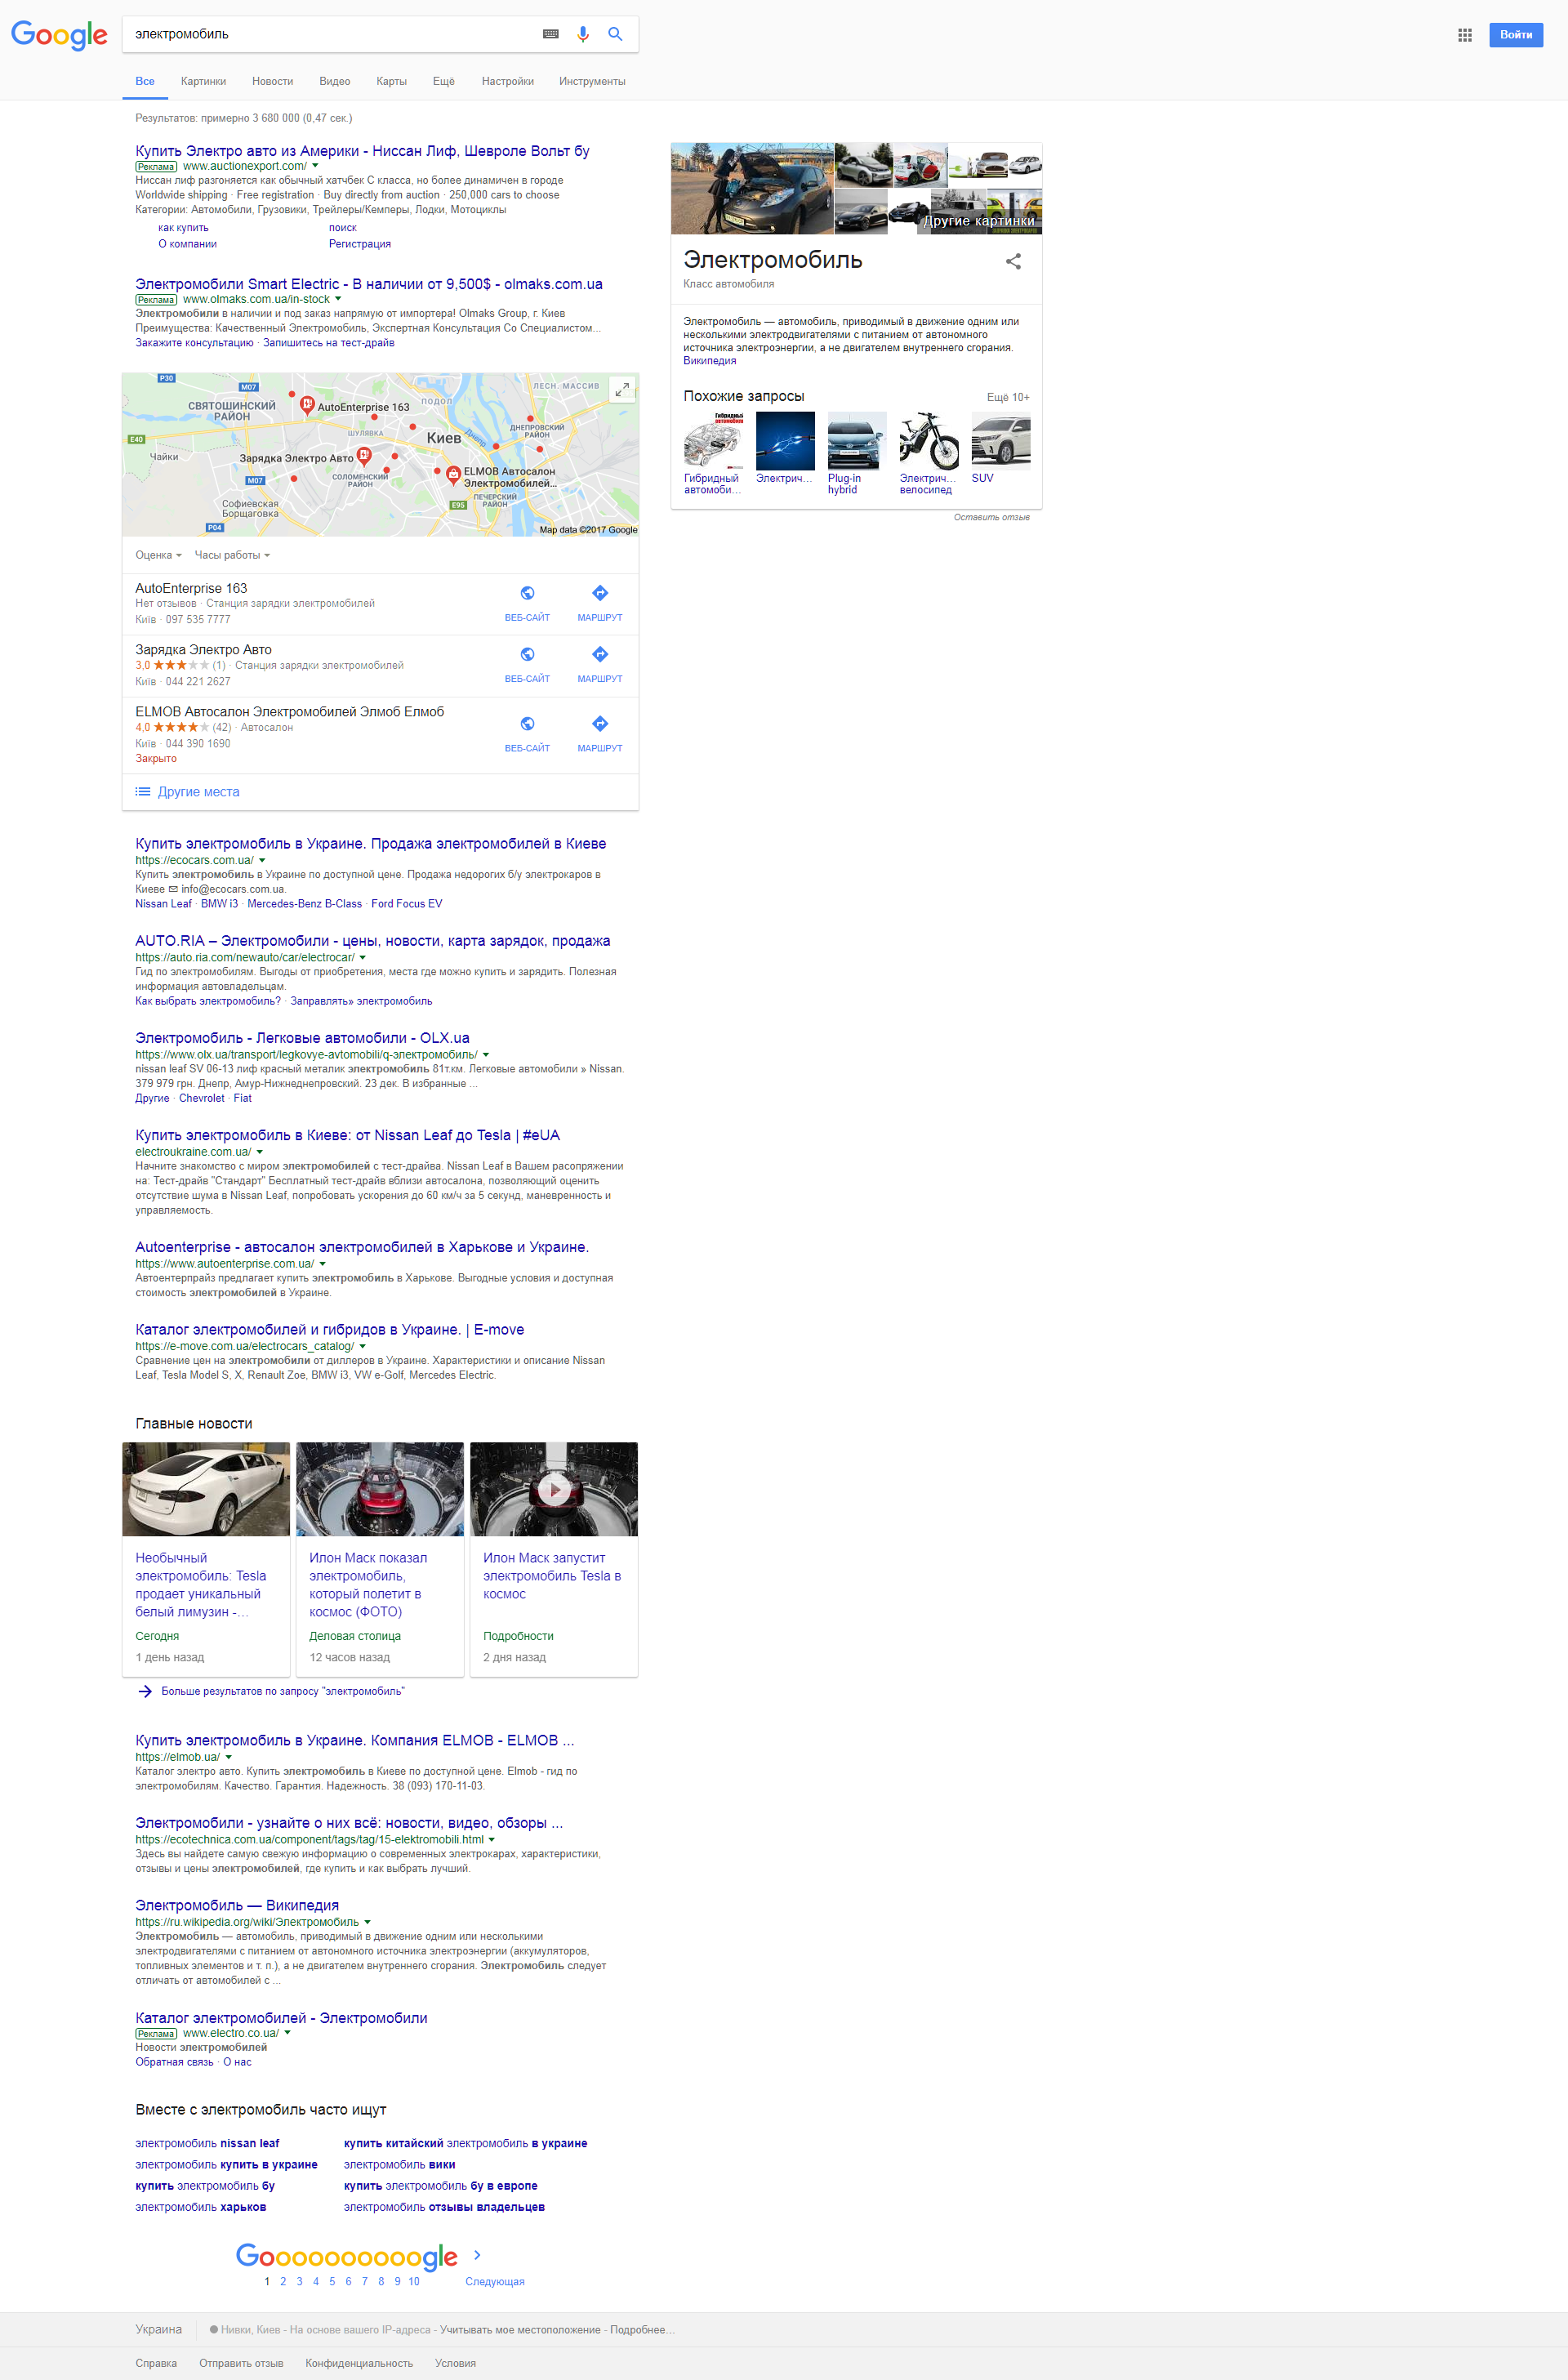 Google
электромобиль
Войти
Все Картинки Новости Видео Карты Ещё Настройки Инструменты
Результатов: примерно 3 680 000 (0,47 сек.)
Купить Электро авто из Америки - Ниссан Лиф, Шевроле Вольт бу
Реклама www.auctionexport.com/
Ниссан лиф разгоняется как обычный хатчбек С класса, но более динамичен в городе
Worldwide shipping · Free registration · Buy directly from auction · 250,000 cars to choose
Категории: Автомобили, Грузовики, Трейлеры/Кемперы, Лодки, Мотоциклы
как купить поиск
О компании Регистрация
Электромобили Smart Electric - В наличии от 9,500$ - olmaks.com.ua
Реклама www.olmaks.com.ua/in-stock
Электромобили в наличии и под заказ напрямую от импортера! Olmaks Group, г. Киев
Преимущества: Качественный Электромобиль, Экспертная Консультация Со Специалистом...
Закажите консультацию · Запишитесь на тест-драйв
P30
M07
ЛЕСН. МАССИВ
СВЯТОШИНСКИЙ
РАЙОН
AutoEnterprise 163
ПОДОЛ
ШУЛЯВКА
Киев
ДНЕПРОВСКИЙ
РАЙОН
E40
Чайки
Зарядка Электро Авто
M07
СОЛОМЕНСКИЙ
РАЙОН
ELMOB Автосалон
Электромобилей...
ПЕЧЕРСКИЙ
РАЙОН
E95
Софиевская
Борщаговка
P04
Map data ©2017 Google
Оценка Часы работы
AutoEnterprise 163
Нет отзывов · Станция зарядки электромобилей
Київ · 097 535 7777
ВЕБ-САЙТ МАРШРУТ
Зарядка Электро Авто
3,0 (1) · Станция зарядки электромобилей
Київ · 044 221 2627
ВЕБ-САЙТ МАРШРУТ
ELMOB Автосалон Электромобилей Элмоб Елмоб
4,0 (42) · Автосалон
Київ · 044 390 1690
Закрыто
ВЕБ-САЙТ МАРШРУТ
Другие места
Купить электромобиль в Украине. Продажа электромобилей в Киеве
https://ecocars.com.ua/
Купить электромобиль в Украине по доступной цене. Продажа недорогих б/у электрокаров в
Киеве ✉ info@ecocars.com.ua.
Nissan Leaf · BMW i3 · Mercedes-Benz B-Class · Ford Focus EV
AUTO.RIA – Электромобили - цены, новости, карта зарядок, продажа
https://auto.ria.com/newauto/car/electrocar/
Гид по электромобилям. Выгоды от приобретения, места где можно купить и зарядить. Полезная
информация автовладельцам.
Как выбрать электромобиль? · Заправлять» электромобиль
Электромобиль - Легковые автомобили - OLX.ua
https://www.olx.ua/transport/legkovye-avtomobili/q-электромобиль/
nissan leaf SV 06-13 лиф красный металик электромобиль 81т.км. Легковые автомобили » Nissan.
379 979 грн. Днепр, Амур-Нижнеднепровский. 23 дек. В избранные ...
Другие · Chevrolet · Fiat
Купить электромобиль в Киеве: от Nissan Leaf до Tesla | #eUA
electroukraine.com.ua/
Начните знакомство с миром электромобилей с тест-драйва. Nissan Leaf в Вашем расопряжении
на: Тест-драйв "Стандарт" Бесплатный тест-драйв вблизи автосалона, позволяющий оценить
отсутствие шума в Nissan Leaf, попробовать ускорения до 60 км/ч за 5 секунд, маневренность и
управляемость.
Autoenterprise - автосалон электромобилей в Харькове и Украине.
https://www.autoenterprise.com.ua/
Автоентерпрайз предлагает купить электромобиль в Харькове. Выгодные условия и доступная
стоимость электромобилей в Украине.
Каталог электромобилей и гибридов в Украине. | E-move
https://e-move.com.ua/electrocars_catalog/
Сравнение цен на электромобили от диллеров в Украине. Характеристики и описание Nissan
Leaf, Tesla Model S, X, Renault Zoe, BMW i3, VW e-Golf, Mercedes Electric.
Главные новости
Необычный
электромобиль: Tesla
продает уникальный
белый лимузин -...
Сегодня
1 день назад
Илон Маск показал
электромобиль,
который полетит в
космос (ФОТО)
Деловая столица
12 часов назад
Илон Маск запустит
электромобиль Tesla в
космос
Подробности
2 дня назад
Больше результатов по запросу "электромобиль"
Купить электромобиль в Украине. Компания ELMOB - ELMOB ...
https://elmob.ua/
Каталог электро авто. Купить электромобиль в Киеве по доступной цене. Elmob - гид по
электромобилям. Качество. Гарантия. Надежность. 38 (093) 170-11-03.
Электромобили - узнайте о них всё: новости, видео, обзоры ...
https://ecotechnica.com.ua/component/tags/tag/15-elektromobili.html
Здесь вы найдете самую свежую информацию о современных электрокарах, характеристики,
отзывы и цены электромобилей, где купить и как выбрать лучший.
Электромобиль — Википедия
https://ru.wikipedia.org/wiki/Электромобиль
Электромобиль — автомобиль, приводимый в движение одним или несколькими
электродвигателями с питанием от автономного источника электроэнергии (аккумуляторов,
топливных элементов и т. п.), а не двигателем внутреннего сгорания. Электромобиль следует
отличать от автомобилей с ...
Каталог электромобилей - Электромобили
Реклама www.electro.co.ua/
Новости электромобилей
Обратная связь · О нас
Вместе с электромобиль часто ищут
электромобиль nissan leaf купить китайский электромобиль в украине
электромобиль купить в украине электромобиль вики
купить электромобиль бу купить электромобиль бу в европе
электромобиль харьков электромобиль отзывы владельцев
Goooooooooogle
1 2 3 4 5 6 7 8 9 10 Следующая
Украина Нивки, Киев - На основе вашего IP-адреса - Учитывать мое местоположение - Подробнее...
Справка Отправить отзыв Конфиденциальность Условия
Другие картинки
Электромобиль
Класс автомобиля
Электромобиль — автомобиль, приводимый в движение одним или
несколькими электродвигателями с питанием от автономного
источника электроэнергии, а не двигателем внутреннего сгорания.
Википедия
Похожие запросы Ещё 10+
Гибридный
автомоби...
Электрич...
Plug-in
hybrid
Электрич...
велосипед
SUV
Оставить отзыв